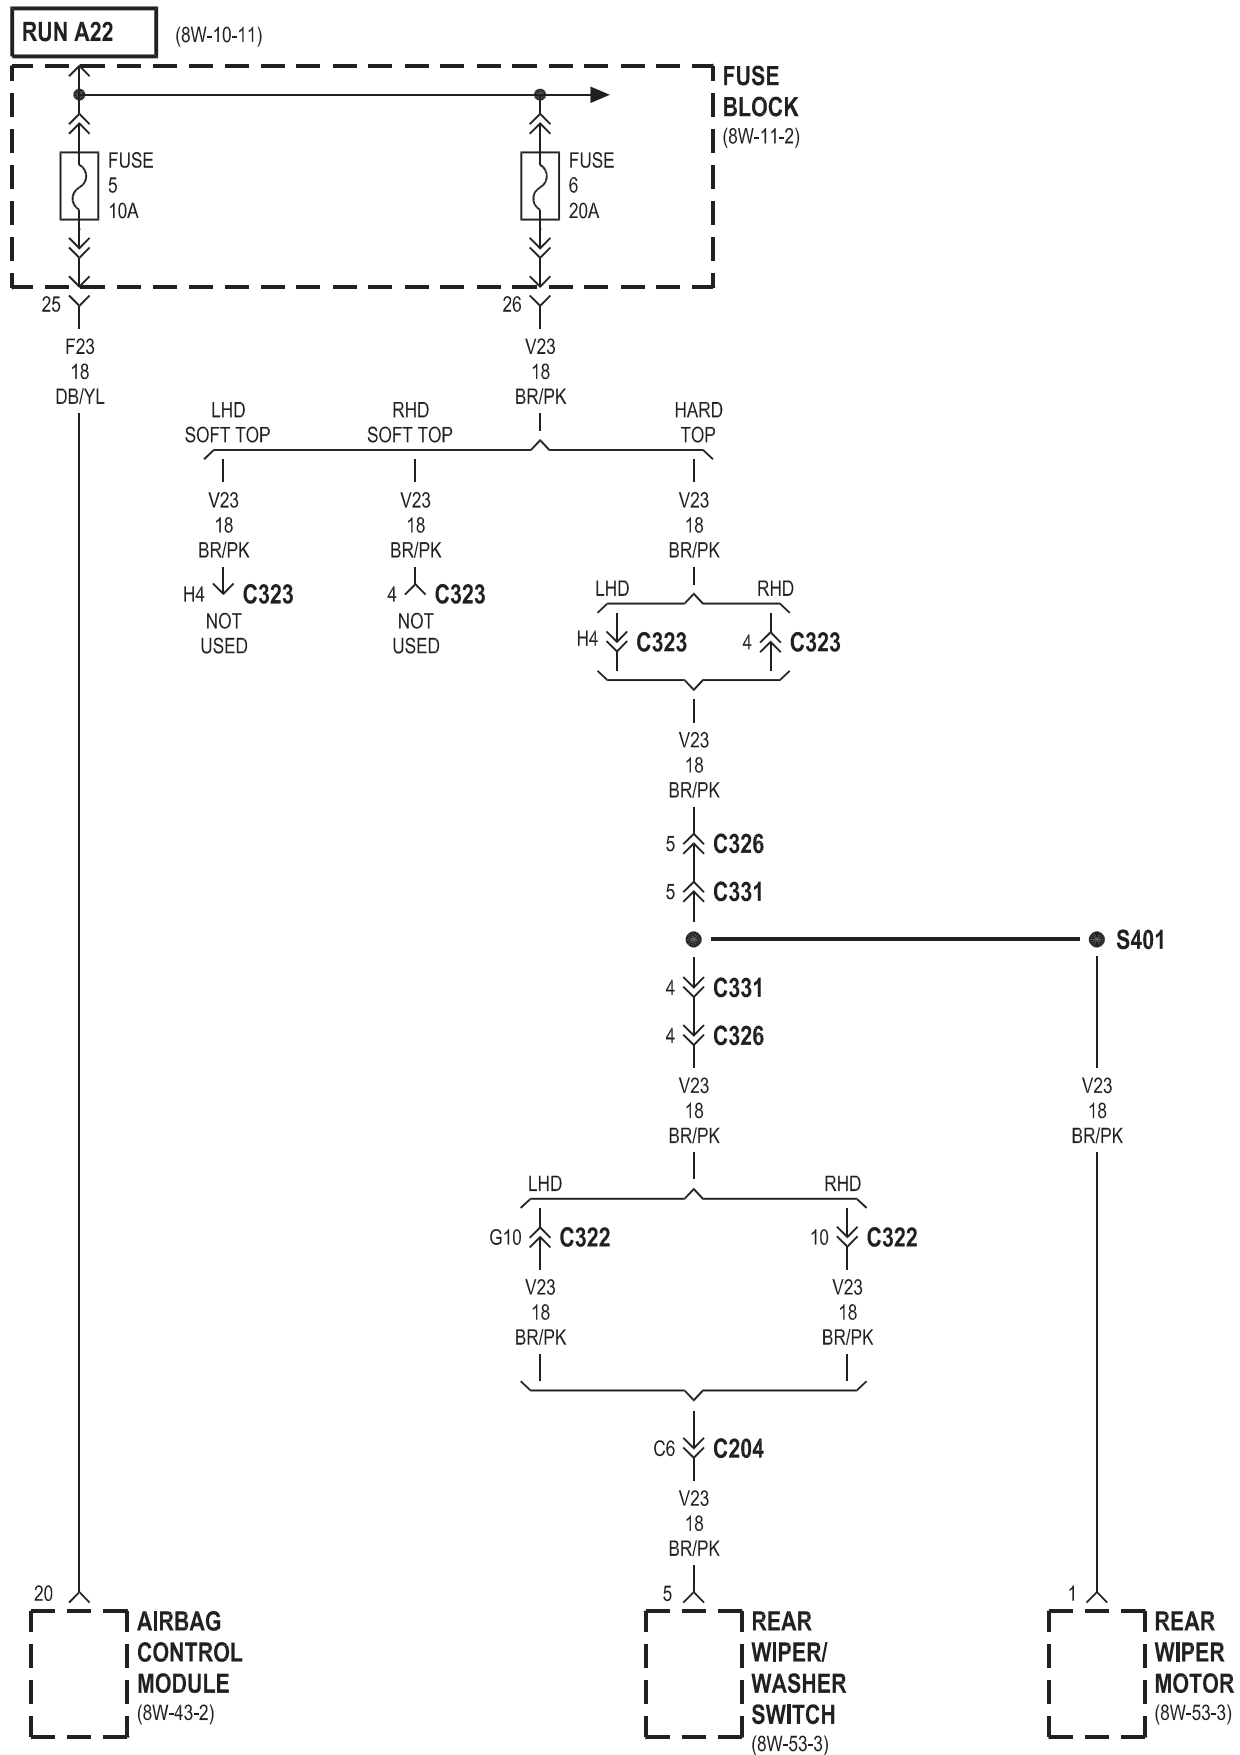 RUN A22
(8W-10-11)
FUSE
BLOCK
(8W-11-2)
FUSE
5
10A
FUSE
6
20A
25
26
F23
18
DB/YL
V23
18
BR/PK
LHD
SOFT TOP
RHD
SOFT TOP
HARD
TOP
V23
18
BR/PK
V23
18
BR/PK
V23
18
BR/PK
H4 C323
NOT
USED
4 C323
NOT
USED
LHD
RHD
H4 C323
4 C323
V23
18
BR/PK
5 C326
5 C331
S401
4 C331
4 C326
V23
18
BR/PK
V23
18
BR/PK
LHD
RHD
G10 C322
10 C322
V23
18
BR/PK
V23
18
BR/PK
C6 C204
V23
18
BR/PK
20
5
1
AIRBAG
CONTROL
MODULE
(8W-43-2)
REAR
WIPER/
WASHER
SWITCH
(8W-53-3)
REAR
WIPER
MOTOR
(8W-53-3)